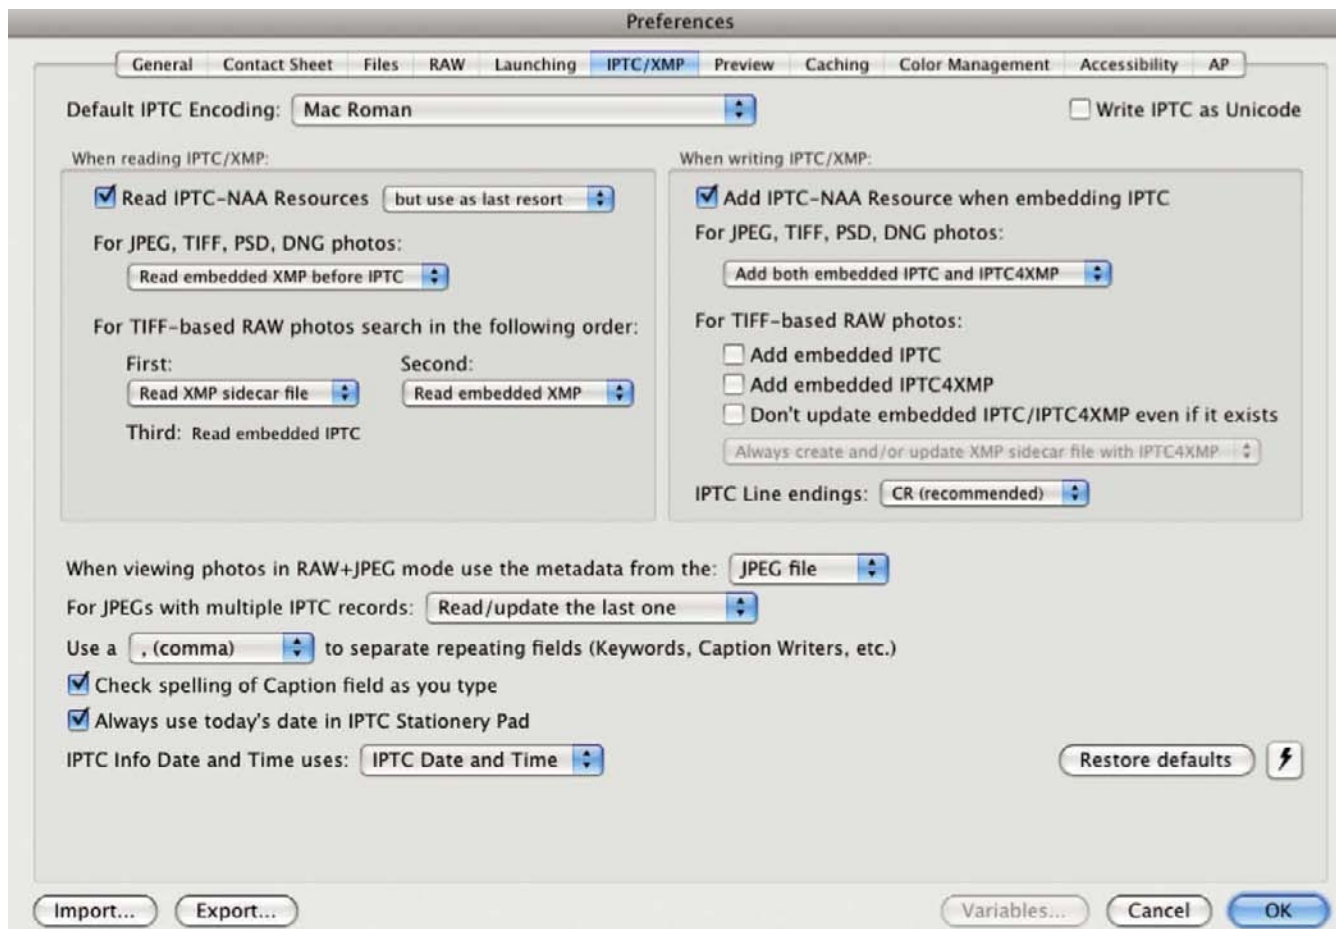 Preferences
General Contact Sheet Files RAW Launching IPTC/XMP Preview Caching Color Management Accessibility AP
Default IPTC Encoding: Mac Roman
Write IPTC as Unicode
When reading IPTC/XMP:
Read IPTC-NAA Resources but use as last resort
For JPEG, TIFF, PSD, DNG photos:
Read embedded XMP before IPTC
For TIFF-based RAW photos search in the following order:
First: Second:
Read XMP sidecar file Read embedded XMP
Third: Read embedded IPTC
When writing IPTC/XMP:
Add IPTC-NAA Resource when embedding IPTC
For JPEG, TIFF, PSD, DNG photos:
Add both embedded IPTC and IPTC4XMP
For TIFF-based RAW photos:
Add embedded IPTC
Add embedded IPTC4XMP
Don't update embedded IPTC/IPTC4XMP even if it exists
Always create and/or update XMP sidecar file with IPTC4XMP
IPTC Line endings: CR (recommended)
When viewing photos in RAW+JPEG mode use the metadata from the: JPEG file
For JPEGs with multiple IPTC records: Read/update the last one
Use a , (comma) to separate repeating fields (Keywords, Caption Writers, etc.)
Check spelling of Caption field as you type
Always use today's date in IPTC Stationery Pad
IPTC Info Date and Time uses: IPTC Date and Time
Restore defaults
Import... Export... Variables... Cancel OK